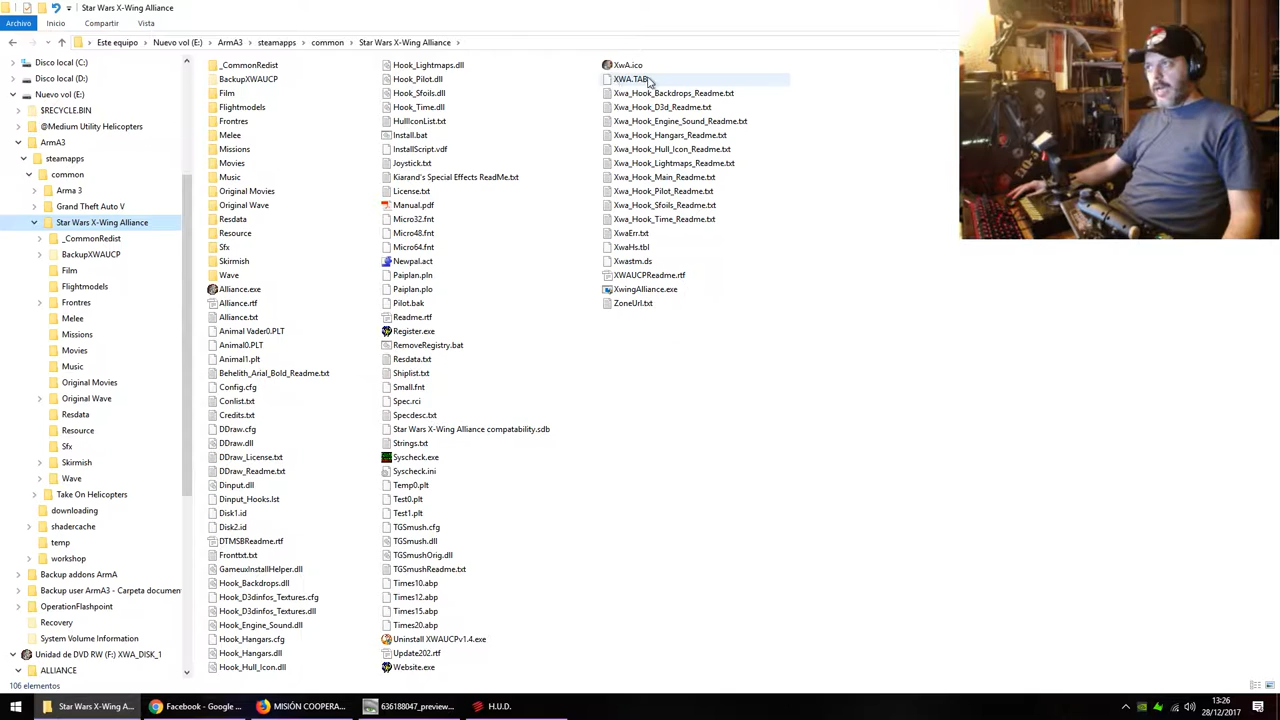 Star Wars X-Wing Alliance
Archivo
Inicio
Compartir
Vista
Este equipo
Nuevo vol (E:)
ArmA3
steamapps
common
Star Wars X-Wing Alliance
Disco local (C:)
Disco local (D:)
Nuevo vol (E:)
$RECYCLE.BIN
@Medium Utility Helicopters
ArmA3
steamapps
common
Arma 3
Grand Theft Auto V
Star Wars X-Wing Alliance
_CommonRedist
BackupXWAUCP
Film
Flightmodels
Frontres
Melee
Missions
Movies
Music
Original Movies
Original Wave
Resdata
Resource
Sfx
Skirmish
Wave
Take On Helicopters
downloading
shadercache
temp
workshop
Backup addons ArmA
Backup user ArmA3 - Carpeta documen
OperationFlashpoint
Recovery
System Volume Information
Unidad de DVD RW (F:) XWA_DISK_1
ALLIANCE
_CommonRedist
BackupXWAUCP
Film
Flightmodels
Frontres
Melee
Missions
Movies
Music
Original Movies
Original Wave
Resdata
Resource
Sfx
Skirmish
Wave
Alliance.exe
Alliance.rtf
Alliance.txt
Animal Vader0.PLT
Animal0.PLT
Animal1.plt
Behelith_Arial_Bold_Readme.txt
Config.cfg
Conlist.txt
Credits.txt
DDraw.cfg
DDraw.dll
DDraw_License.txt
DDraw_Readme.txt
Dinput.dll
Dinput_Hooks.lst
Disk1.id
Disk2.id
DTMSBReadme.rtf
Fronttxt.txt
GameuxInstallHelper.dll
Hook_Backdrops.dll
Hook_D3dinfos_Textures.cfg
Hook_D3dinfos_Textures.dll
Hook_Engine_Sound.dll
Hook_Hangars.cfg
Hook_Hangars.dll
Hook_Hull_Icon.dll
Hook_Lightmaps.dll
Hook_Pilot.dll
Hook_Sfoils.dll
Hook_Time.dll
HullIconList.txt
Install.bat
InstallScript.vdf
Joystick.txt
Kiarand's Special Effects ReadMe.txt
License.txt
Manual.pdf
Micro32.fnt
Micro48.fnt
Micro64.fnt
Newpal.act
Paiplan.pln
Paiplan.plo
Pilot.bak
Readme.rtf
Register.exe
RemoveRegistry.bat
Resdata.txt
Shiplist.txt
Small.fnt
Spec.rci
Specdesc.txt
Star Wars X-Wing Alliance compatability.sdb
Strings.txt
Syscheck.exe
Syscheck.ini
Temp0.plt
Test0.plt
Test1.plt
TGSmush.cfg
TGSmush.dll
TGSmushOrig.dll
TGSmushReadme.txt
Times10.abp
Times12.abp
Times15.abp
Times20.abp
Uninstall XWAUCPv1.4.exe
Update202.rtf
Website.exe
XwA.ico
XWA.TAB
Xwa_Hook_Backdrops_Readme.txt
Xwa_Hook_D3d_Readme.txt
Xwa_Hook_Engine_Sound_Readme.txt
Xwa_Hook_Hangars_Readme.txt
Xwa_Hook_Hull_Icon_Readme.txt
Xwa_Hook_Lightmaps_Readme.txt
Xwa_Hook_Main_Readme.txt
Xwa_Hook_Pilot_Readme.txt
Xwa_Hook_Sfoils_Readme.txt
Xwa_Hook_Time_Readme.txt
XwaErr.txt
XwaHs.tbl
Xwastm.ds
XWAUCPReadme.rtf
XwingAlliance.exe
ZoneUrl.txt
106 elementos
Star Wars X-Wing A...
Facebook - Google ...
MISIÓN COOPERA...
636188047_preview...
H.U.D.
13:26
28/12/2017